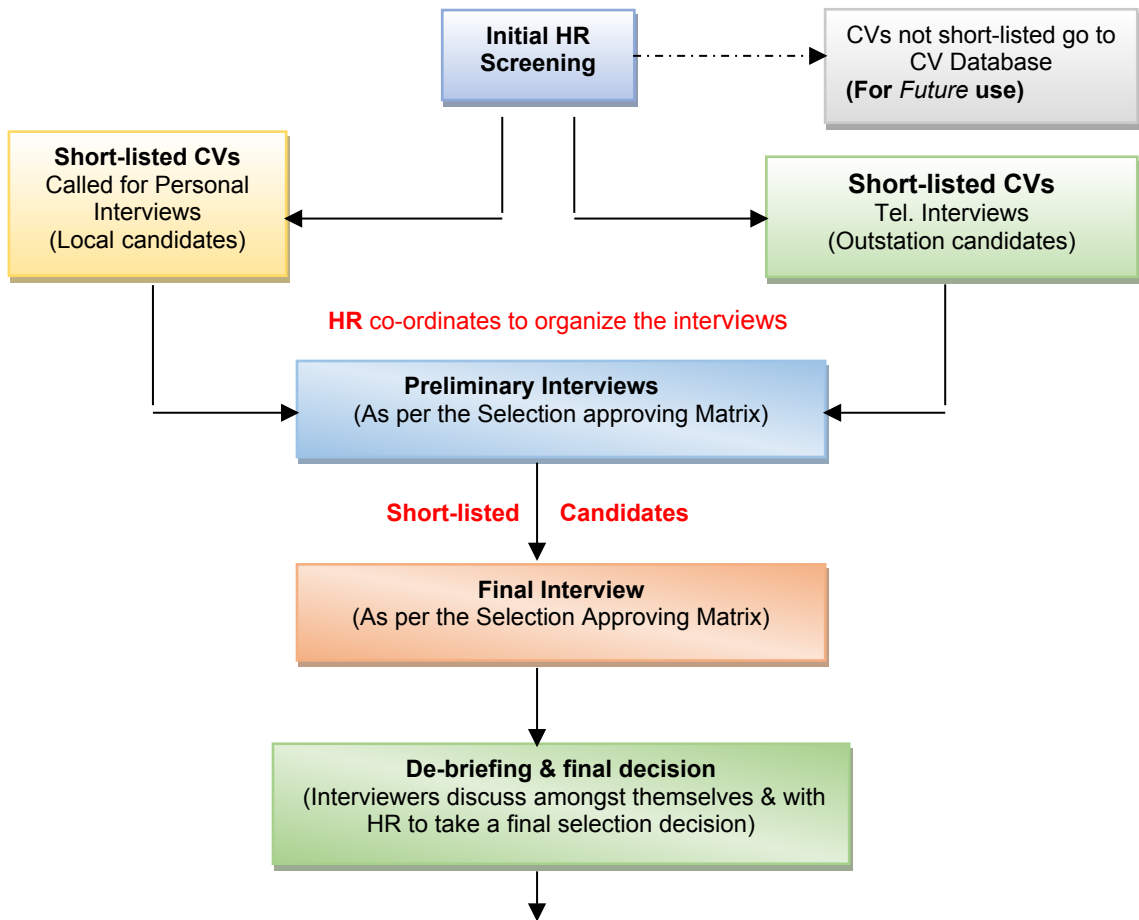 Initial HR
Screening
CVs not short-listed go to
CV Database
(For Future use)
Short-listed CVs
Called for Personal
Interviews
(Local candidates)
Short-listed CVs
Tel. Interviews
(Outstation candidates)
HR co-ordinates to organize the interviews
Preliminary Interviews
(As per the Selection approving Matrix)
Short-listed Candidates
Final Interview
(As per the Selection Approving Matrix)
De-briefing & final decision
(Interviewers discuss amongst themselves & with
HR to take a final selection decision)